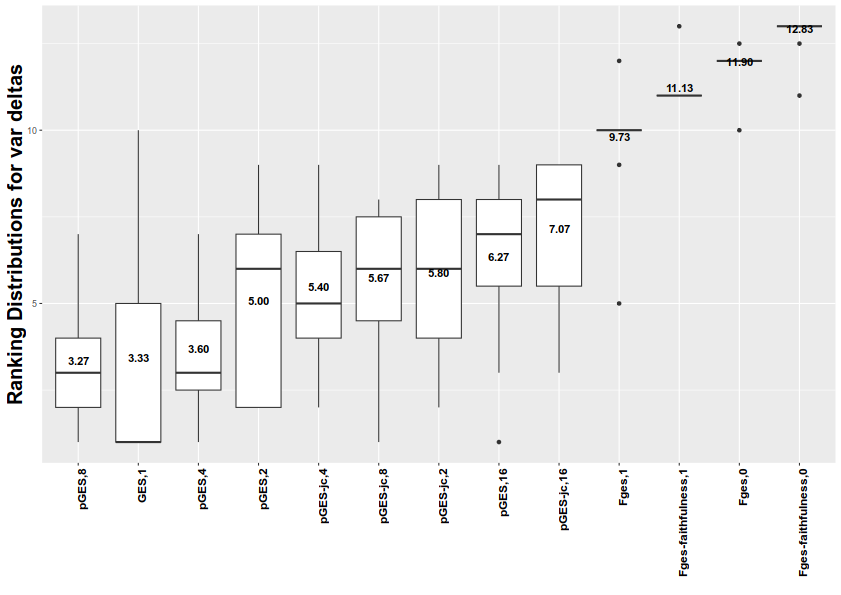 Ranking Distributions for var deltas
10
5
3.27
3.33
3.60
5.00
5.40
5.67
5.80
6.27
7.07
9.73
11.13
11.90
12.83
pGES,8
GES,1
pGES,4
pGES,2
pGES-jc,4
pGES-jc,8
pGES-jc,2
pGES,16
pGES-jc,16
Fges,1
Fges-faithfulness,1
Fges,0
Fges-faithfulness,0